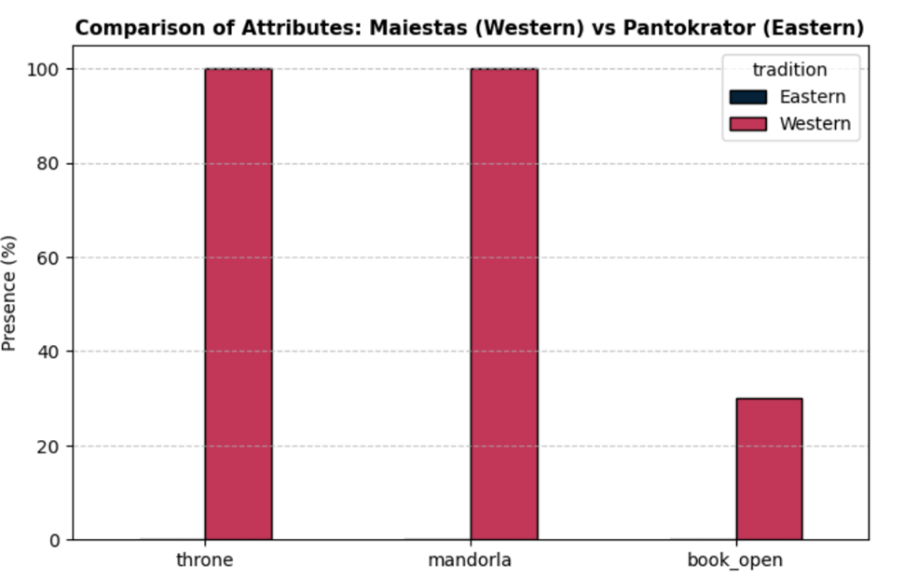 Comparison of Attributes: Maiestas (Western) vs Pantokrator (Eastern)
tradition
Eastern
Western
Presence (%)
100
80
60
40
20
0
throne mandorla book_open